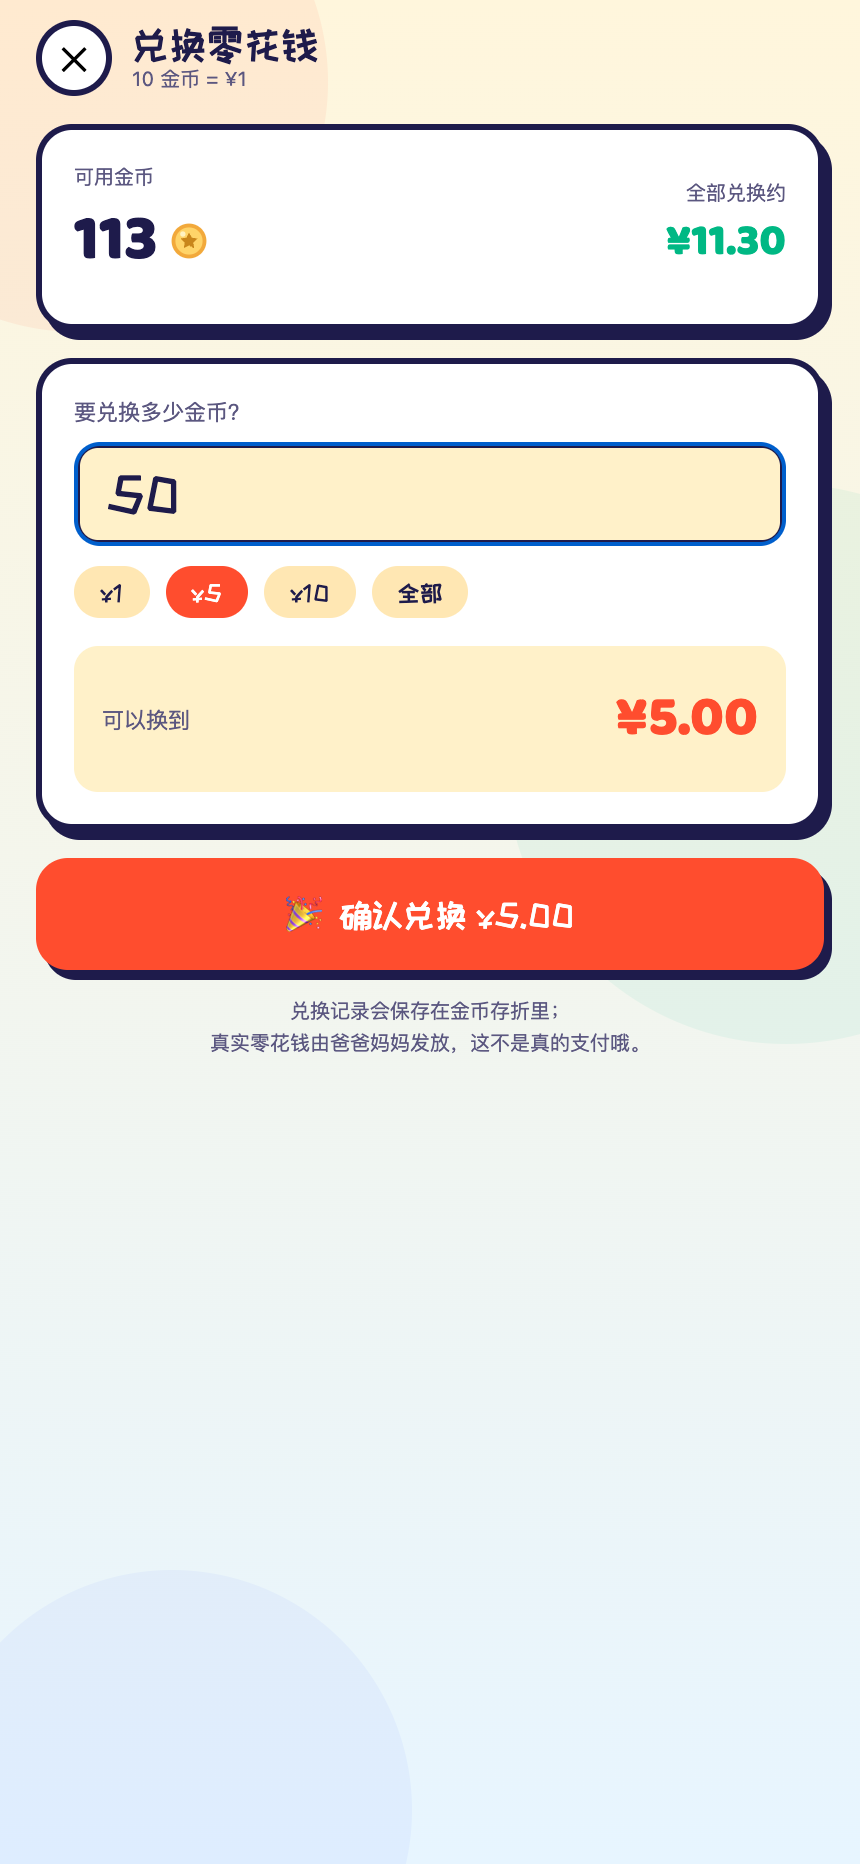 兑换零花钱
10 金币 = ¥1
可用金币
113
全部兑换约
¥11.30
要兑换多少金币?
50
¥1
¥5
¥10
全部
可以换到
¥5.00
确认兑换 ¥5.00
兑换记录会保存在金币存折里；
真实零花钱由爸爸妈妈发放，这不是真的支付哦。